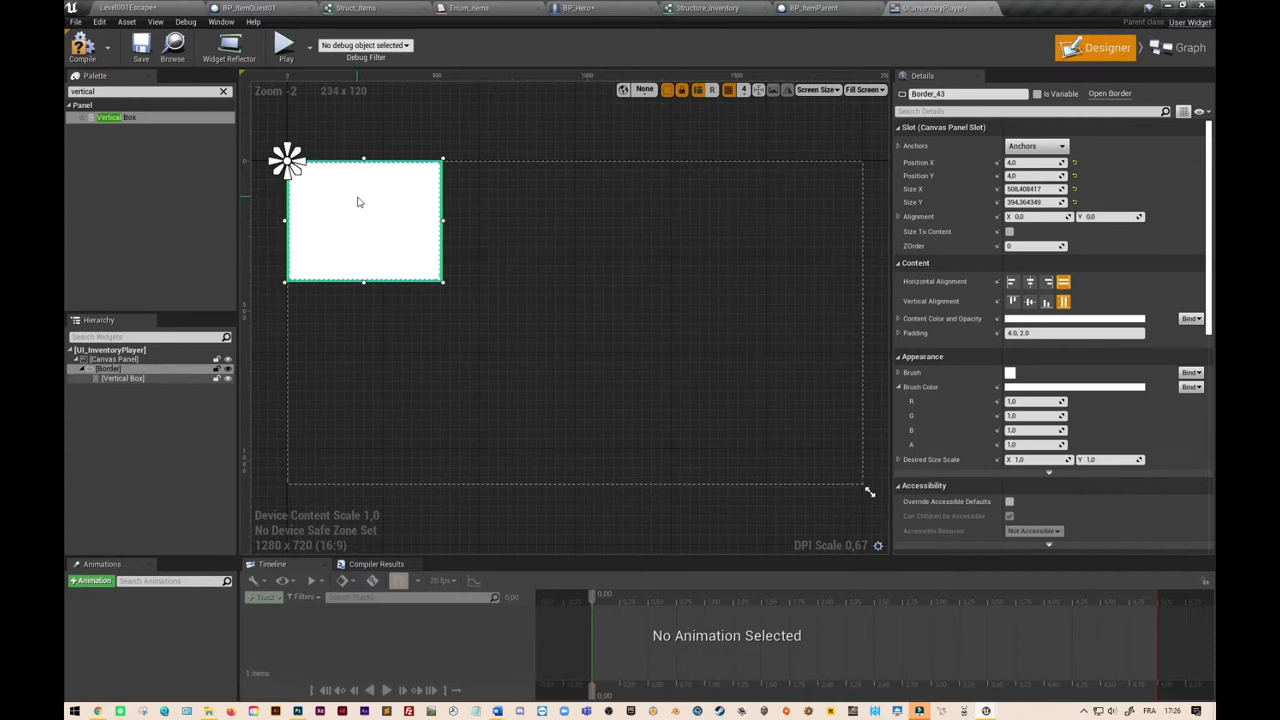 Level001Escape* BP_ItemQuest01 Struct_Items Enum_items BP_Hero* Structure_Inventory BP_ItemParent UI_InventoryPlayer*
File Edit Asset View Debug Window Help
Parent class: User Widget
Compile Save Browse Widget Reflector Play
No debug object selected
Debug Filter
Designer Graph
Palette
vertical
Panel
Vertical Box
Hierarchy
Search Widgets
[UI_InventoryPlayer]
[Canvas Panel]
[Border]
[Vertical Box]
Zoom -2 234 x 120
0 500 1000 1500 200
None R 4 Screen Size Fill Screen
Device Content Scale 1,0
No Device Safe Zone Set
1280 x 720 (16:9)
DPI Scale 0,67
Details
Border_43 Is Variable Open Border
Search Details
Slot (Canvas Panel Slot)
Anchors Anchors
Position X 4,0
Position Y 4,0
Size X 508,408417
Size Y 394,364349
Alignment X 0,0 Y 0,0
Size To Content
ZOrder 0
Content
Horizontal Alignment
Vertical Alignment
Content Color and Opacity Bind
Padding 4.0, 2.0
Appearance
Brush Bind
Brush Color Bind
R 1,0
G 1,0
B 1,0
A 1,0
Desired Size Scale X 1,0 Y 1,0
Accessibility
Override Accessible Defaults
Can Children be Accessible
Accessible Behavior Not Accessible
Animations
+Animation Search Animations
Timeline Compiler Results
20 fps
+Track Filters Search Tracks 0,00
0,00
No Animation Selected
1 items
0,00
FRA 17:26